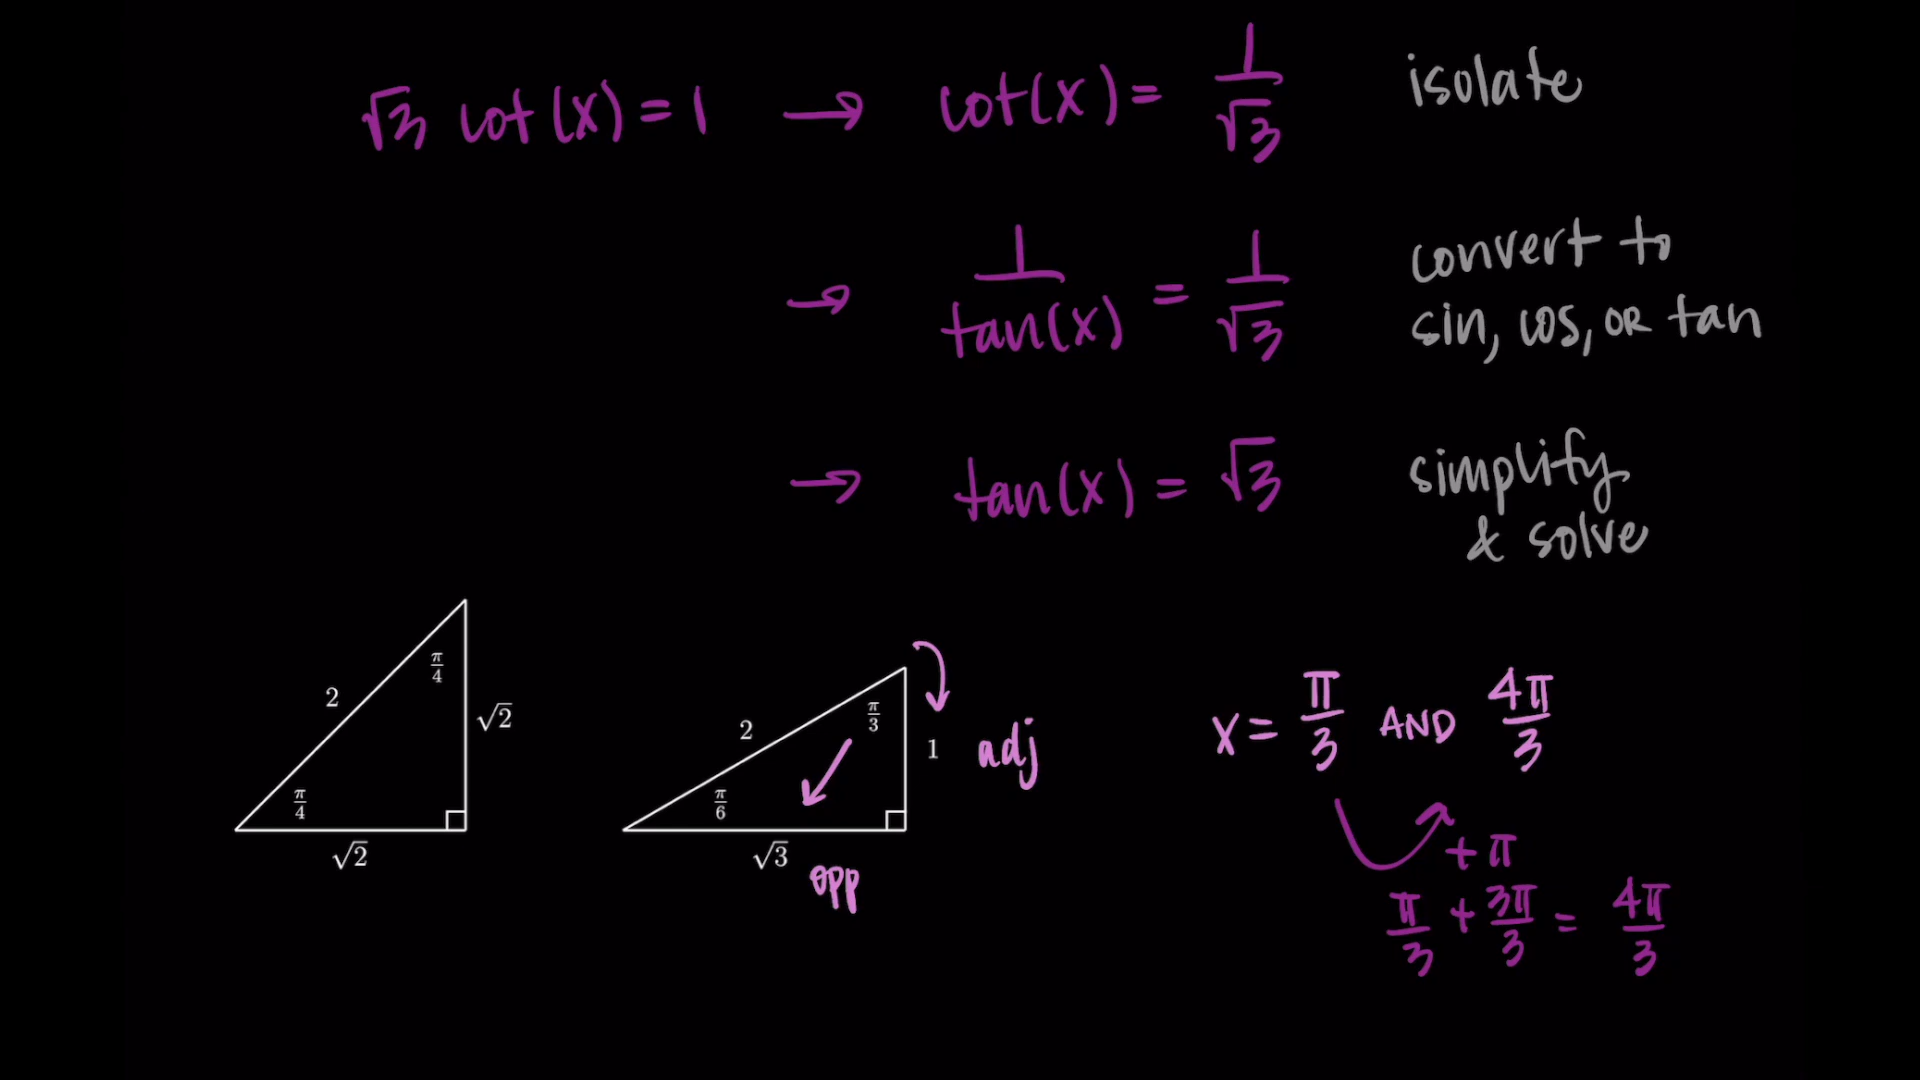 √3 cot(x) = 1 → cot(x) = 1/√3 isolate
→ 1/tan(x) = 1/√3 convert to
sin, cos, OR tan
→ tan(x) = √3 simplify
& solve
2
π/4
√2
π/4
√2
2
π/3
1 adj
π/6
√3
opp
x = π/3 AND 4π/3
+ π
π/3 + 3π/3 = 4π/3